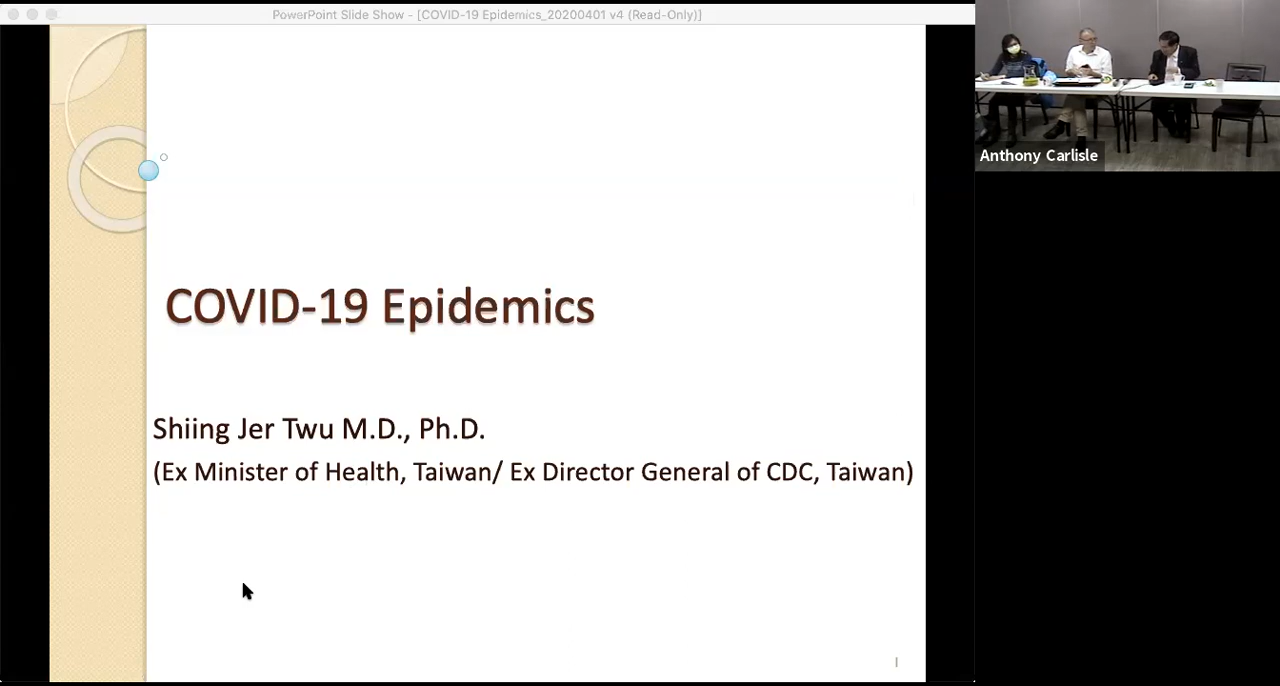 PowerPoint Slide Show - [COVID-19 Epidemics_20200401 v4 (Read-Only)]
Anthony Carlisle
COVID-19 Epidemics
Shiing Jer Twu M.D., Ph.D.
(Ex Minister of Health, Taiwan/ Ex Director General of CDC, Taiwan)
1